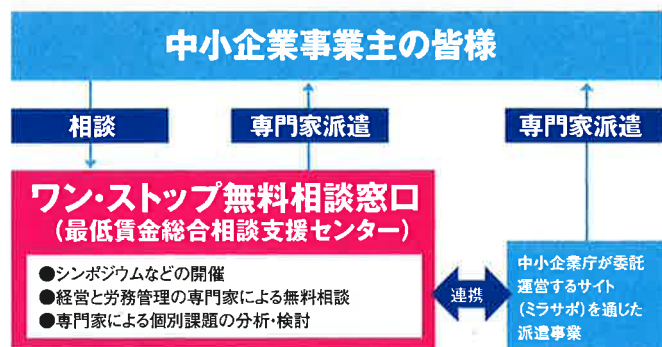 中小企業事業主の皆様
相談
専門家派遣
専門家派遣
ワン・ストップ無料相談窓口
(最低賃金総合相談支援センター)
●シンポジウムなどの開催
●経営と労務管理の専門家による無料相談
●専門家による個別課題の分析・検討
連携
中小企業庁が委託
運営するサイト
(ミラサポ)を通じた
派遣事業